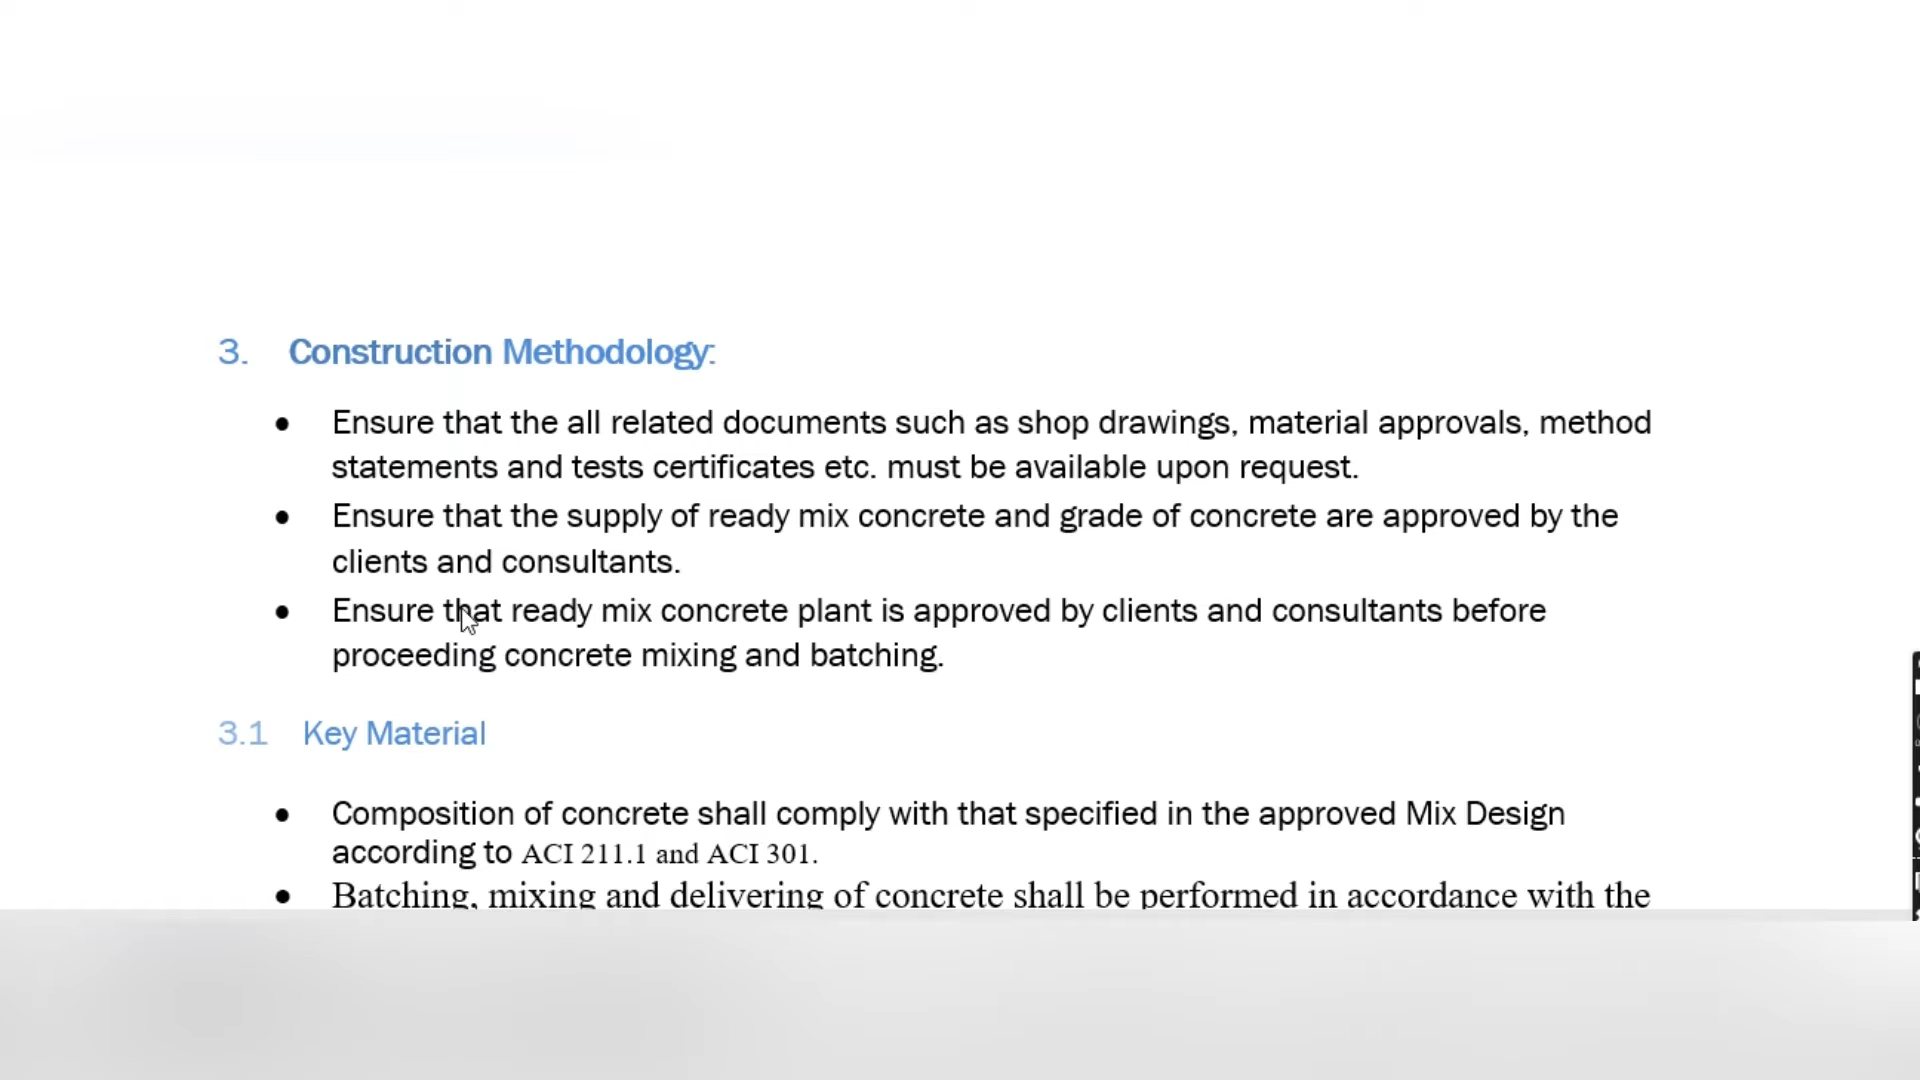 3. Construction Methodology:
• Ensure that the all related documents such as shop drawings, material approvals, method
statements and tests certificates etc. must be available upon request.
• Ensure that the supply of ready mix concrete and grade of concrete are approved by the
clients and consultants.
• Ensure that ready mix concrete plant is approved by clients and consultants before
proceeding concrete mixing and batching.
3.1 Key Material
• Composition of concrete shall comply with that specified in the approved Mix Design
according to ACI 211.1 and ACI 301.
• Batching, mixing and delivering of concrete shall be performed in accordance with the